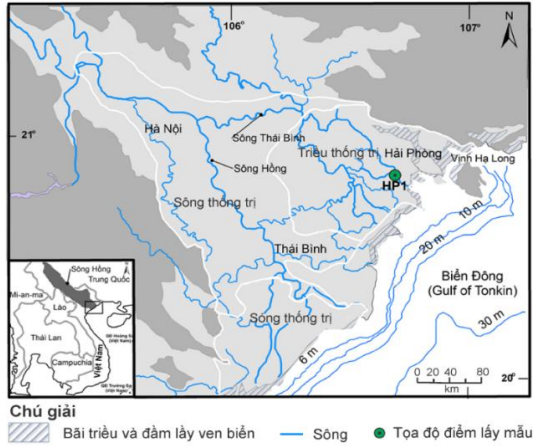 106°
107°
N
21°
Hà Nội
Sông Thái Bình
Triều thống trị
Hải Phòng
Vịnh Hạ Long
HP1
Sông Hồng
Sông thống trị
Thái Bình
10 m
20 m
Biển Đông
(Gulf of Tonkin)
30 m
Sóng thống trị
6 m
Sông Hồng
Trung Quốc
Mi-an-ma
Lào
Thái Lan
Việt Nam
Campuchia
0 20 40 80
km
20°
Chú giải
Bãi triều và đầm lầy ven biển
Sông
Tọa độ điểm lấy mẫu